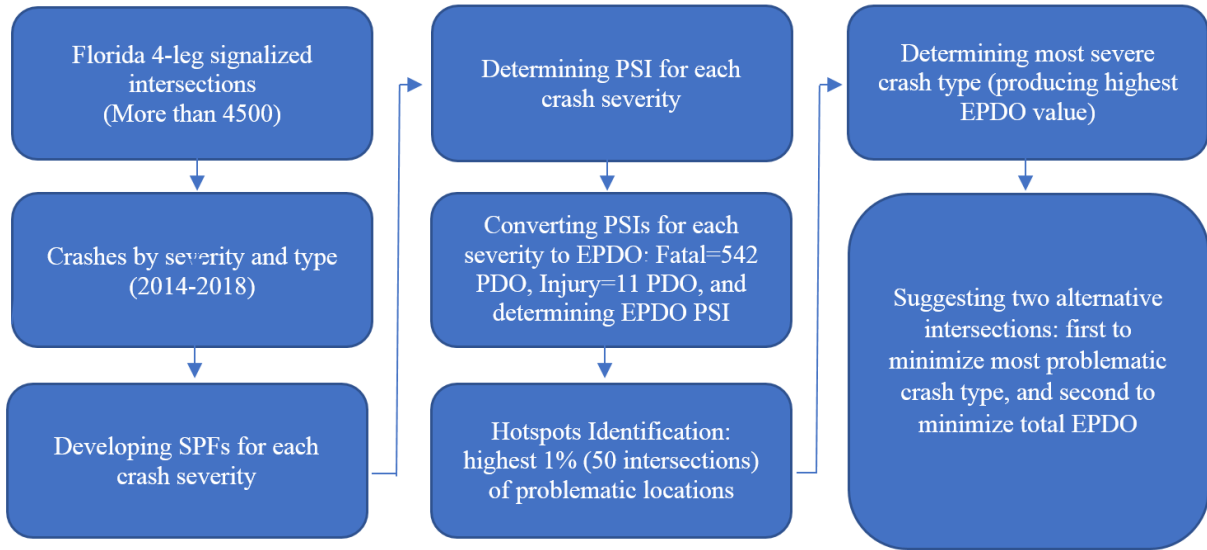 Florida 4-leg signalized
intersections
(More than 4500)
Crashes by severity and type
(2014-2018)
Developing SPFs for each
crash severity
Determining PSI for each
crash severity
Converting PSIs for each
severity to EPDO: Fatal=542
PDO, Injury=11 PDO, and
determining EPDO PSI
Hotspots Identification:
highest 1% (50 intersections)
of problematic locations
Determining most severe
crash type (producing highest
EPDO value)
Suggesting two alternative
intersections: first to
minimize most problematic
crash type, and second to
minimize total EPDO